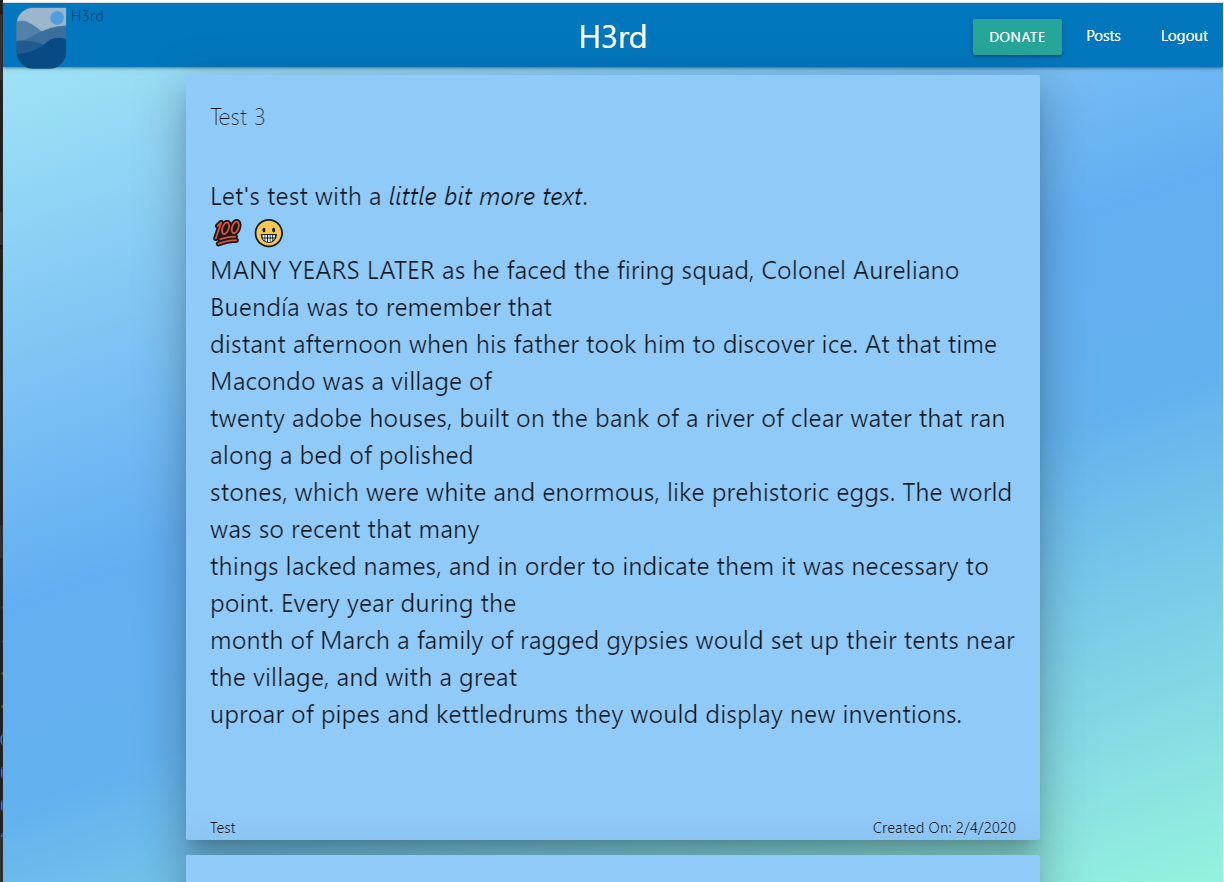 H3rd
H3rd
DONATE
Posts
Logout
Test 3
Let's test with a little bit more text.
💯 😀
MANY YEARS LATER as he faced the firing squad, Colonel Aureliano
Buendía was to remember that
distant afternoon when his father took him to discover ice. At that time
Macondo was a village of
twenty adobe houses, built on the bank of a river of clear water that ran
along a bed of polished
stones, which were white and enormous, like prehistoric eggs. The world
was so recent that many
things lacked names, and in order to indicate them it was necessary to
point. Every year during the
month of March a family of ragged gypsies would set up their tents near
the village, and with a great
uproar of pipes and kettledrums they would display new inventions.
Test
Created On: 2/4/2020